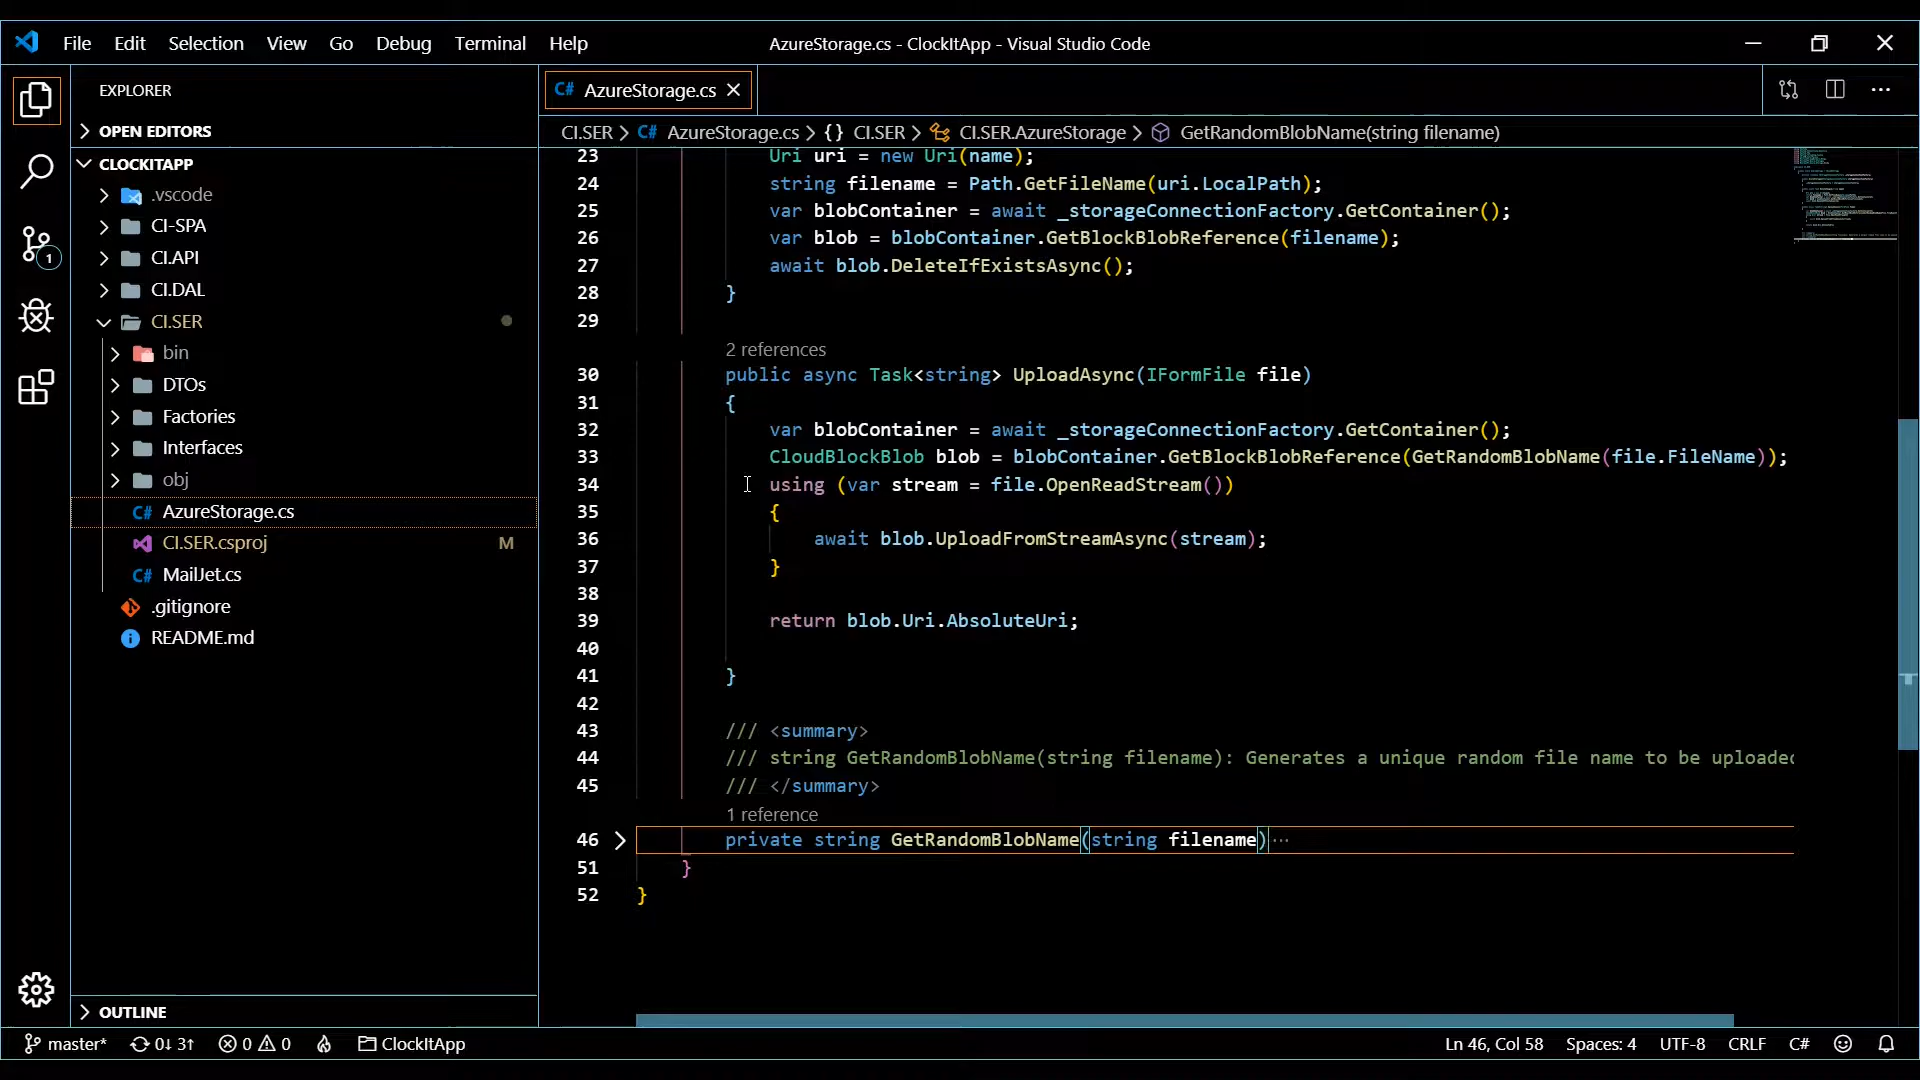 File Edit Selection View Go Debug Terminal Help
AzureStorage.cs - ClockItApp - Visual Studio Code
EXPLORER
OPEN EDITORS
CLOCKITAPP
.vscode
CI-SPA
CI.API
CI.DAL
CI.SER
bin
DTOs
Factories
Interfaces
obj
AzureStorage.cs
CI.SER.csproj M
MailJet.cs
.gitignore
README.md
OUTLINE
1
C# AzureStorage.cs
CI.SER > C# AzureStorage.cs > {} CI.SER > CI.SER.AzureStorage > GetRandomBlobName(string filename)
23 Uri uri = new Uri(name);
24 string filename = Path.GetFileName(uri.LocalPath);
25 var blobContainer = await _storageConnectionFactory.GetContainer();
26 var blob = blobContainer.GetBlockBlobReference(filename);
27 await blob.DeleteIfExistsAsync();
28 }
29
2 references
30 public async Task<string> UploadAsync(IFormFile file)
31 {
32 var blobContainer = await _storageConnectionFactory.GetContainer();
33 CloudBlockBlob blob = blobContainer.GetBlockBlobReference(GetRandomBlobName(file.FileName));
34 using (var stream = file.OpenReadStream())
35 {
36 await blob.UploadFromStreamAsync(stream);
37 }
38
39 return blob.Uri.AbsoluteUri;
40
41 }
42
43 /// <summary>
44 /// string GetRandomBlobName(string filename): Generates a unique random file name to be uploaded
45 /// </summary>
1 reference
46 private string GetRandomBlobName(string filename)···
51 }
52 }
master* 0↓ 3↑ 0 0 ClockItApp
Ln 46, Col 58 Spaces: 4 UTF-8 CRLF C#